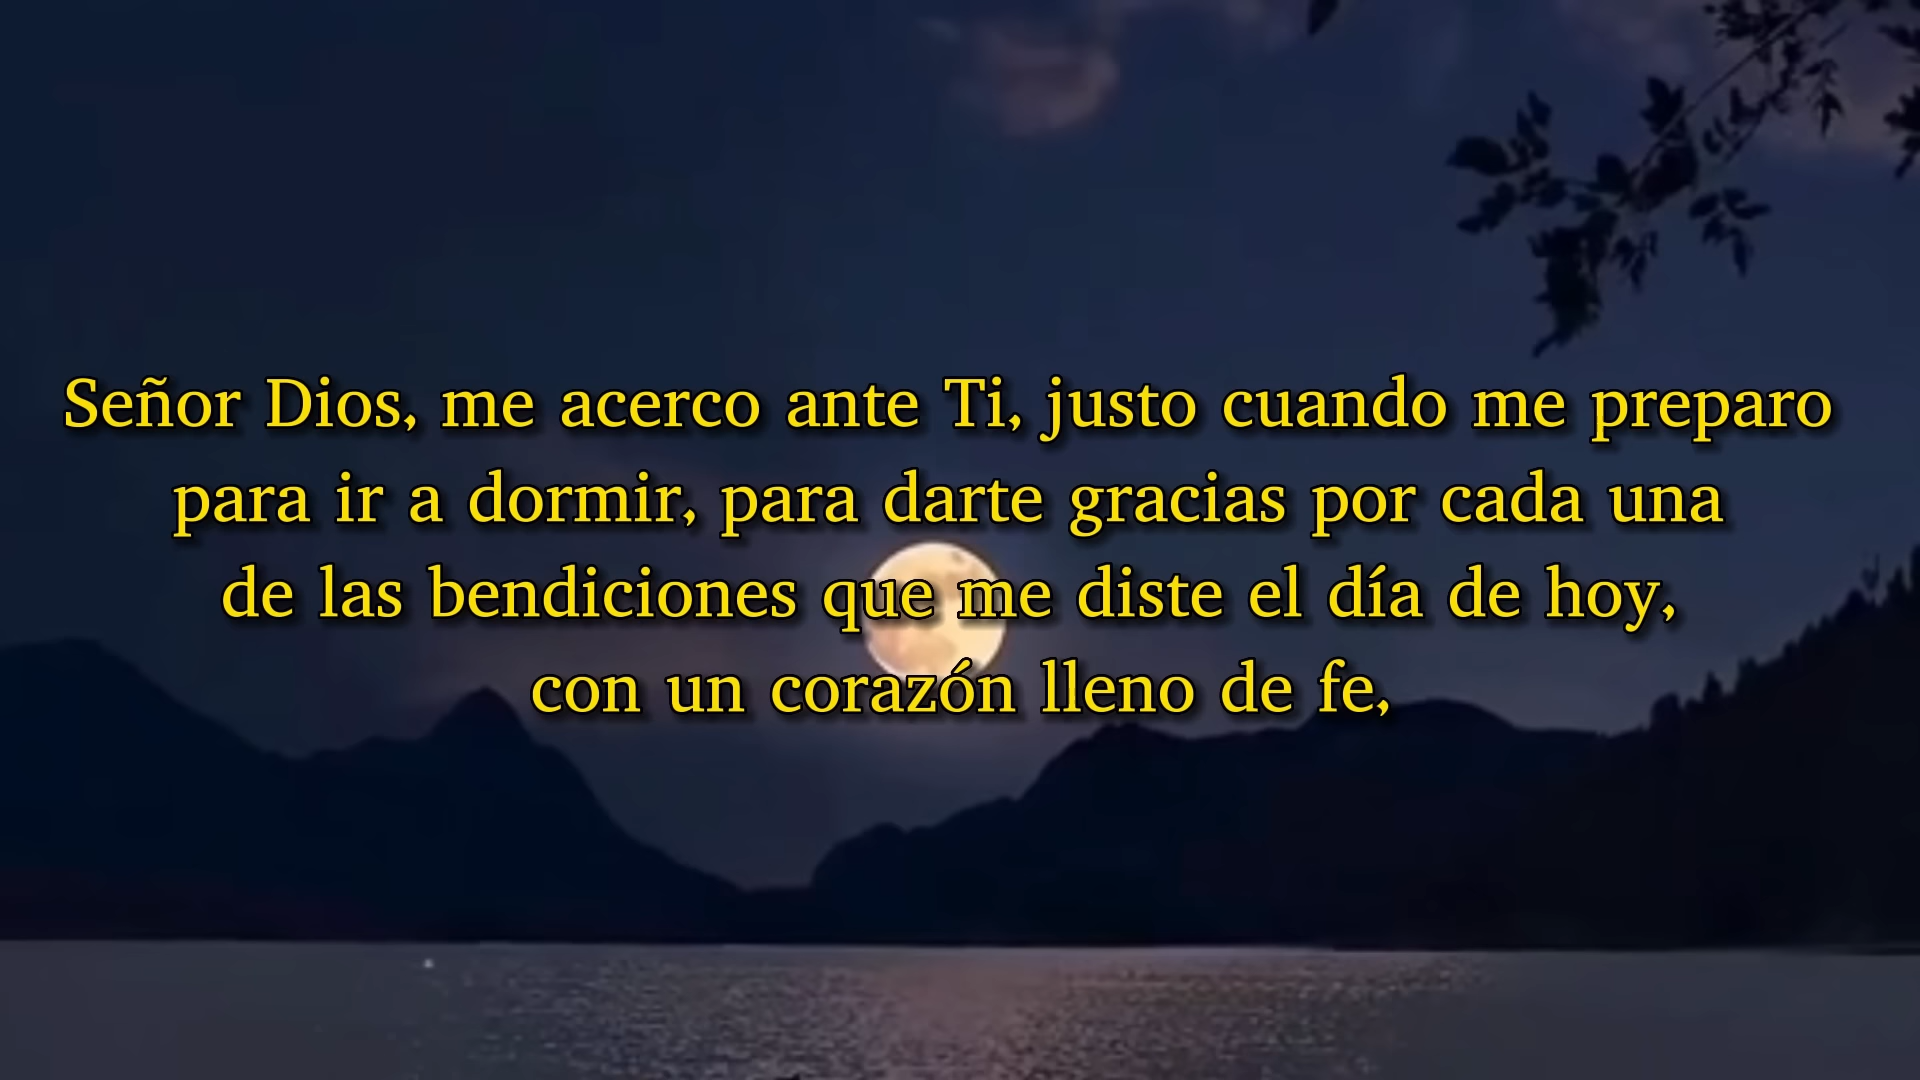 Señor Dios, me acerco ante Ti, justo cuando me preparo
para ir a dormir, para darte gracias por cada una
de las bendiciones que me diste el día de hoy,
con un corazón lleno de fe,